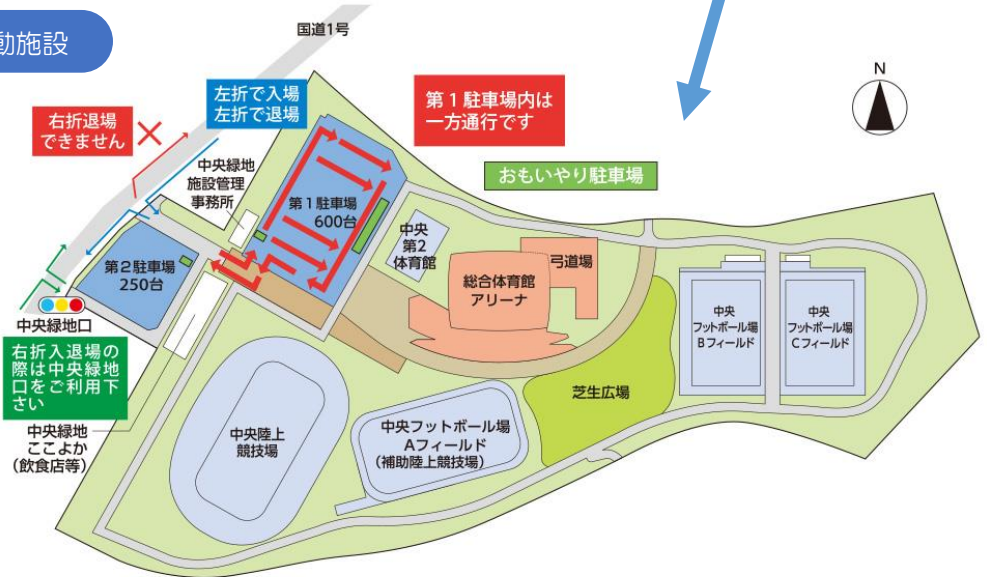 動施設
国道1号
N
右折退場
できません
左折で入場
左折で退場
第1駐車場内は
一方通行です
おもいやり駐車場
中央緑地
施設管理
事務所
第1駐車場
600台
中央
第2
体育館
弓道場
総合体育館
アリーナ
第2駐車場
250台
中央緑地口
右折入退場の
際は中央緑地
口をご利用下
さい
中央緑地
ここよか
(飲食店等)
中央陸上
競技場
中央フットボール場
Aフィールド
(補助陸上競技場)
芝生広場
中央
フットボール場
Bフィールド
中央
フットボール場
Cフィールド